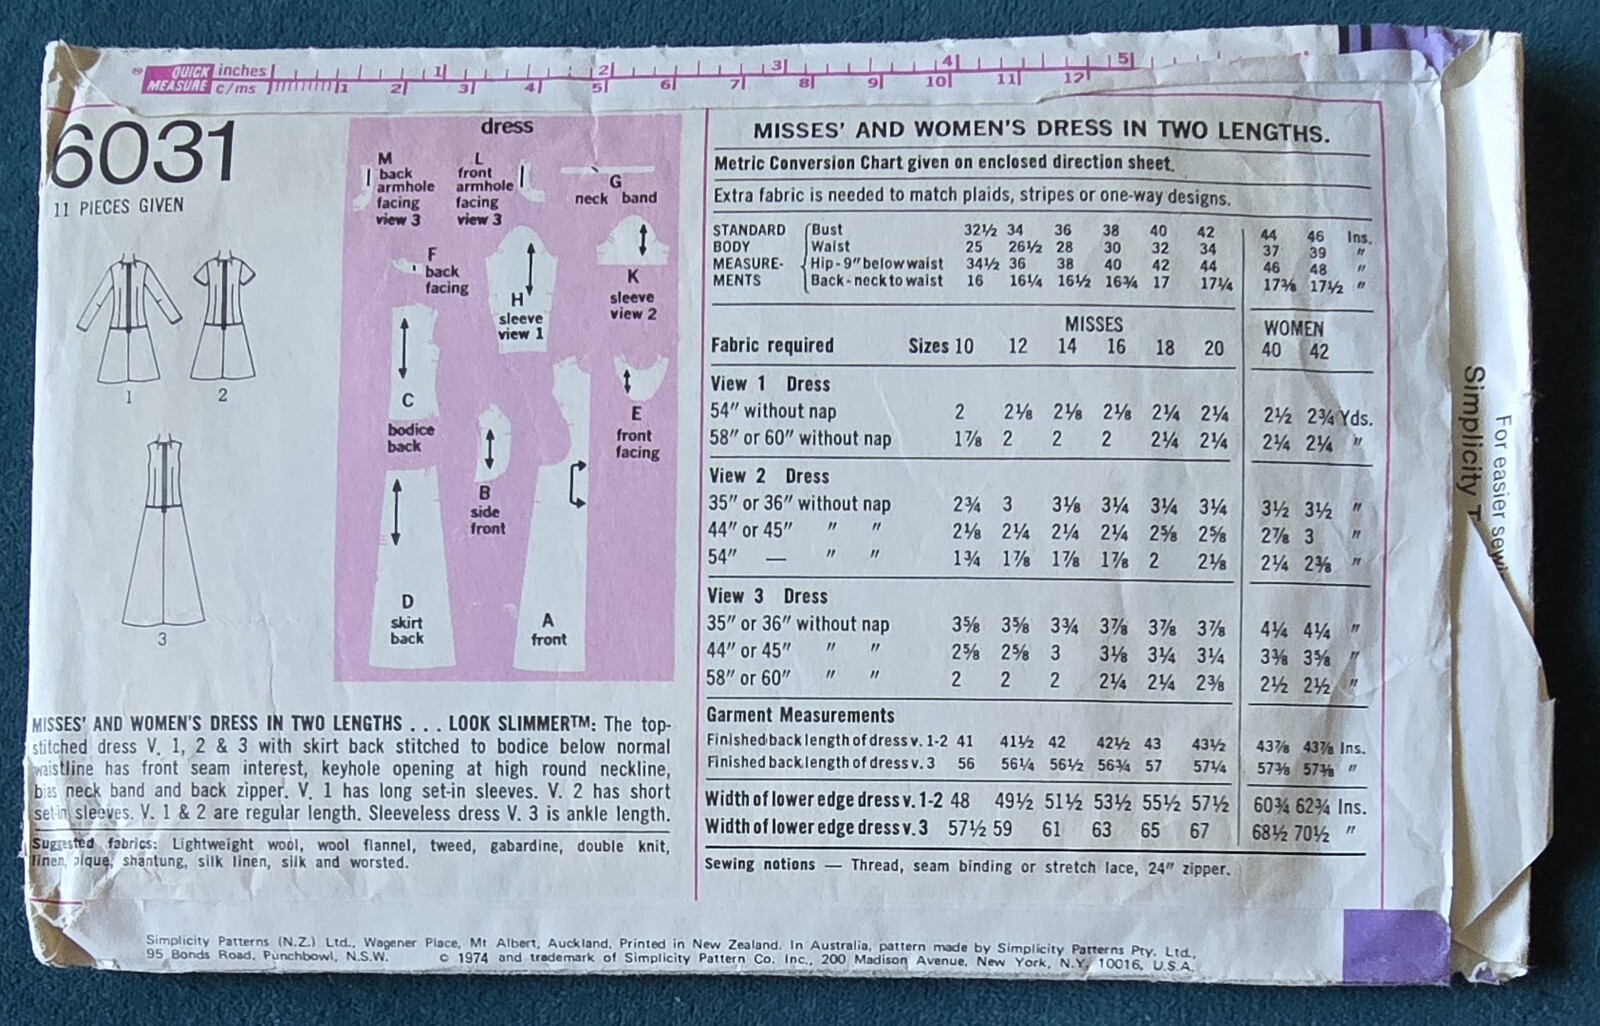 QUICK MEASURE inches 1 2 3 4 5
c/ms 1 2 3 4 5 6 7 8 9 10 11 12
6031
11 PIECES GIVEN
1
2
3
dress
M
back
armhole
facing
view 3
L
front
armhole
facing
view 3
G
neck band
F
back
facing
H
sleeve
view 1
K
sleeve
view 2
C
bodice
back
B
side
front
E
front
facing
D
skirt
back
A
front
MISSES' AND WOMEN'S DRESS IN TWO LENGTHS . . . LOOK SLIMMER™: The top-
stitched dress V. 1, 2 & 3 with skirt back stitched to bodice below normal
waistline has front seam interest, keyhole opening at high round neckline,
bias neck band and back zipper. V. 1 has long set-in sleeves. V. 2 has short
set-in sleeves. V. 1 & 2 are regular length. Sleeveless dress V. 3 is ankle length.
Suggested fabrics: Lightweight wool, wool flannel, tweed, gabardine, double knit,
linen, pique, shantung, silk linen, silk and worsted.
MISSES' AND WOMEN'S DRESS IN TWO LENGTHS.
Metric Conversion Chart given on enclosed direction sheet.
Extra fabric is needed to match plaids, stripes or one-way designs.
STANDARD Bust 32½ 34 36 38 40 42 44 46 Ins.
BODY Waist 25 26½ 28 30 32 34 37 39 "
MEASURE- Hip - 9" below waist 34½ 36 38 40 42 44 46 48 "
MENTS Back - neck to waist 16 16¼ 16½ 16¾ 17 17¼ 17⅜ 17½ "
MISSES WOMEN
Fabric required Sizes 10 12 14 16 18 20 40 42
View 1 Dress
54" without nap 2 2⅛ 2⅛ 2⅛ 2¼ 2¼ 2½ 2¾ Yds.
58" or 60" without nap 1⅞ 2 2 2 2¼ 2¼ 2¼ 2¼ "
View 2 Dress
35" or 36" without nap 2¾ 3 3⅛ 3¼ 3¼ 3¼ 3½ 3½ "
44" or 45" " " 2⅛ 2¼ 2¼ 2¼ 2⅝ 2⅝ 2⅞ 3 "
54" — " " 1¾ 1⅞ 1⅞ 1⅞ 2 2⅛ 2¼ 2⅜ "
View 3 Dress
35" or 36" without nap 3⅝ 3⅝ 3¾ 3⅞ 3⅞ 3⅞ 4¼ 4¼ "
44" or 45" " " 2⅝ 2⅝ 3 3⅛ 3¼ 3¼ 3⅜ 3⅝ "
58" or 60" " " 2 2 2 2¼ 2¼ 2⅜ 2½ 2½ "
Garment Measurements
Finished back length of dress v. 1-2 41 41½ 42 42½ 43 43½ 43⅞ 43⅞ Ins.
Finished back length of dress v. 3 56 56¼ 56½ 56¾ 57 57¼ 57⅜ 57⅜ "
Width of lower edge dress v. 1-2 48 49½ 51½ 53½ 55½ 57½ 60¾ 62¾ Ins.
Width of lower edge dress v. 3 57½ 59 61 63 65 67 68½ 70½ "
Sewing notions — Thread, seam binding or stretch lace, 24" zipper.
Simplicity Patterns (N.Z.) Ltd., Wagener Place, Mt Albert, Auckland. Printed in New Zealand. In Australia, pattern made by Simplicity Patterns Pty. Ltd.,
95 Bonds Road, Punchbowl, N.S.W. © 1974 and trademark of Simplicity Pattern Co. Inc., 200 Madison Avenue, New York, N.Y. 10016, U.S.A.
For easier sewi
Simplicity T